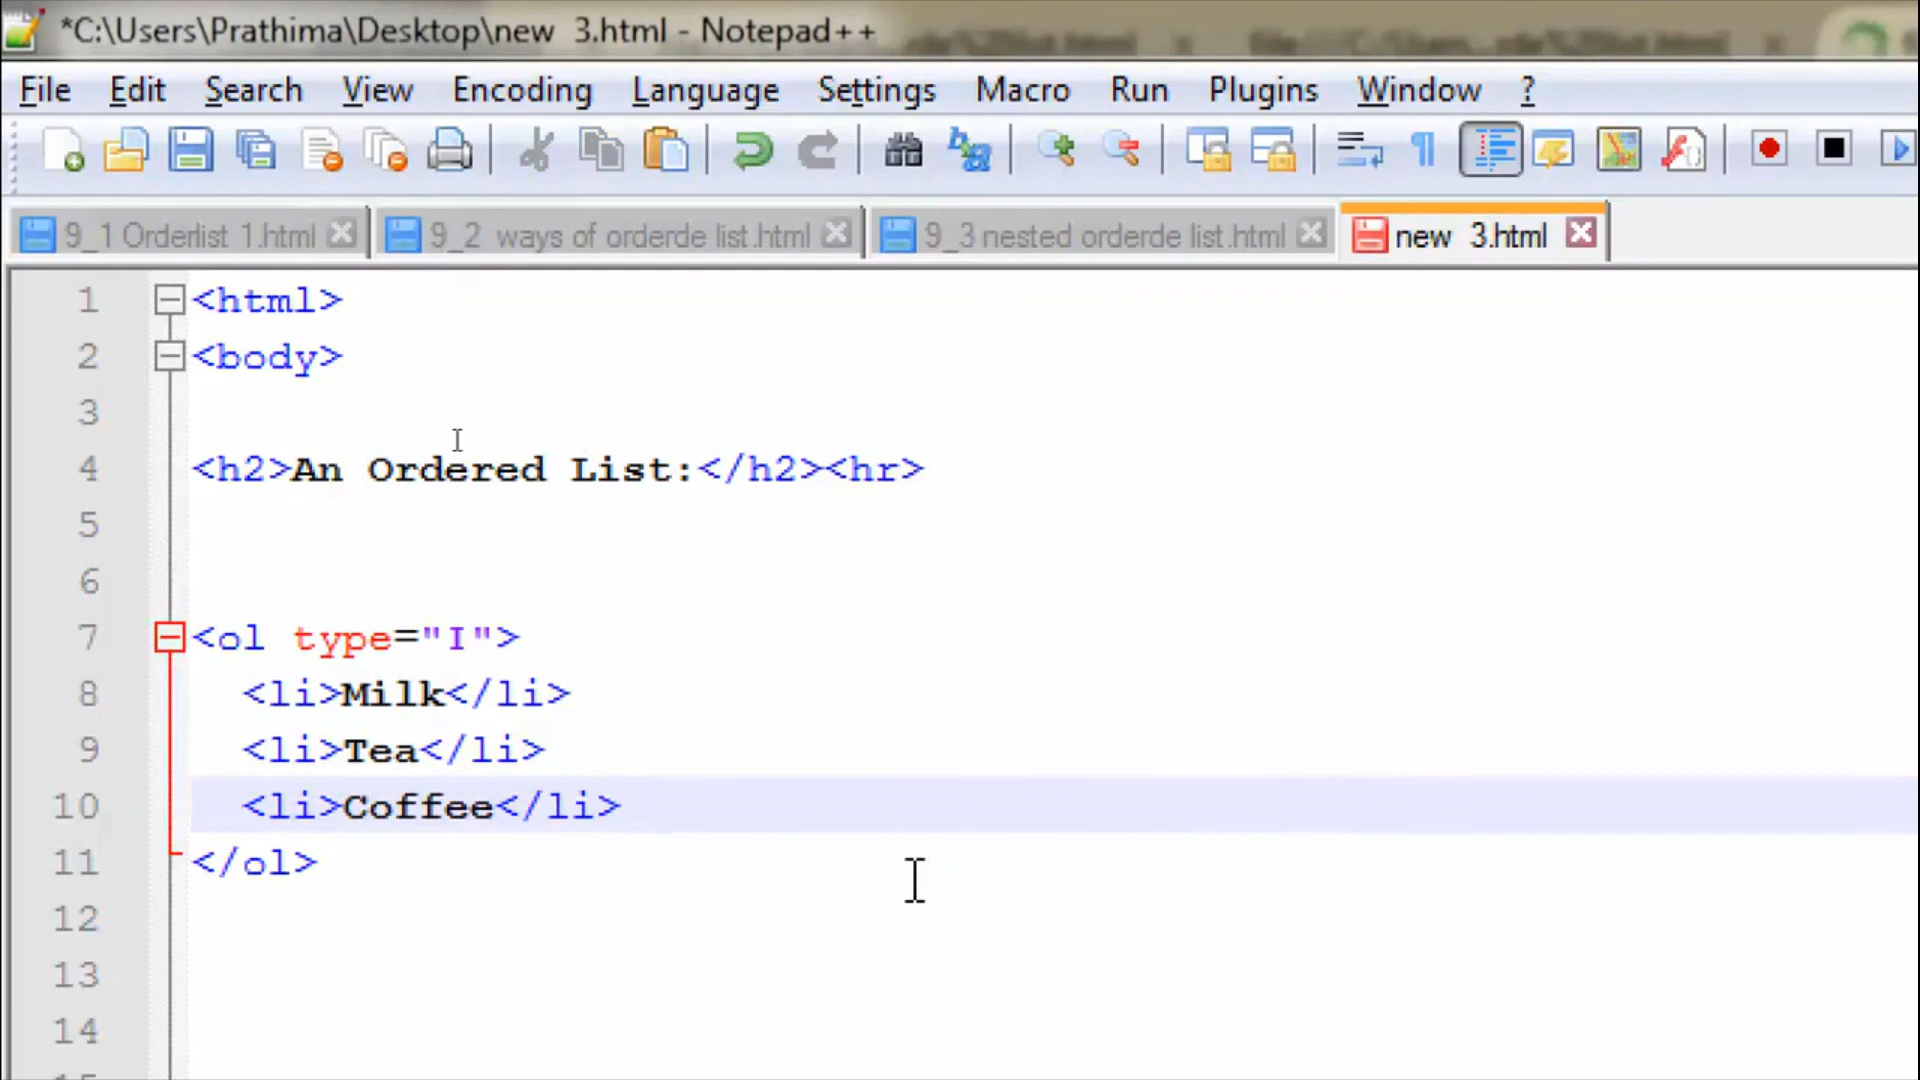 *C:\Users\Prathima\Desktop\new  3.html - Notepad++
File Edit Search View Encoding Language Settings Macro Run Plugins Window ?
9_1 Orderlist 1.html 9_2  ways of orderde list.html 9_3 nested orderde list.html new  3.html
1 <html>
2 <body>
3
4 <h2>An Ordered List:</h2><hr>
5
6
7 <ol type="I">
8   <li>Milk</li>
9   <li>Tea</li>
10   <li>Coffee</li>
11 </ol>
12
13
14